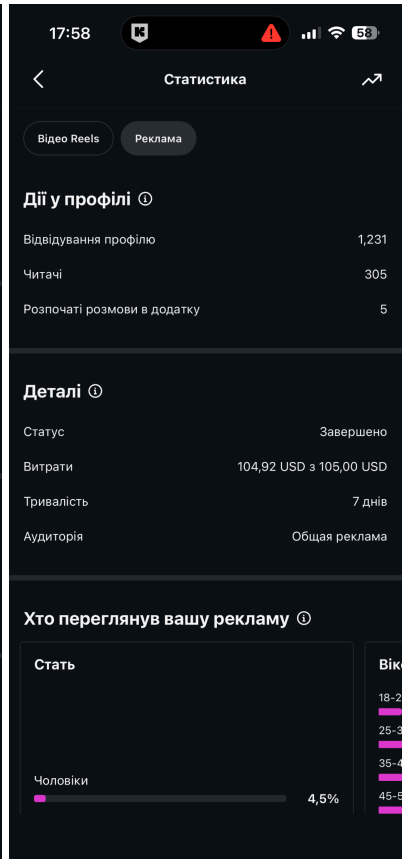 17:58
58
Статистика
Відео Reels
Реклама
Дії у профілі
Відвідування профілю 1,231
Читачі 305
Розпочаті розмови в додатку 5
Деталі
Статус Завершено
Витрати 104,92 USD з 105,00 USD
Тривалість 7 днів
Аудиторія Общая реклама
Хто переглянув вашу рекламу
Стать
Чоловіки
4,5%